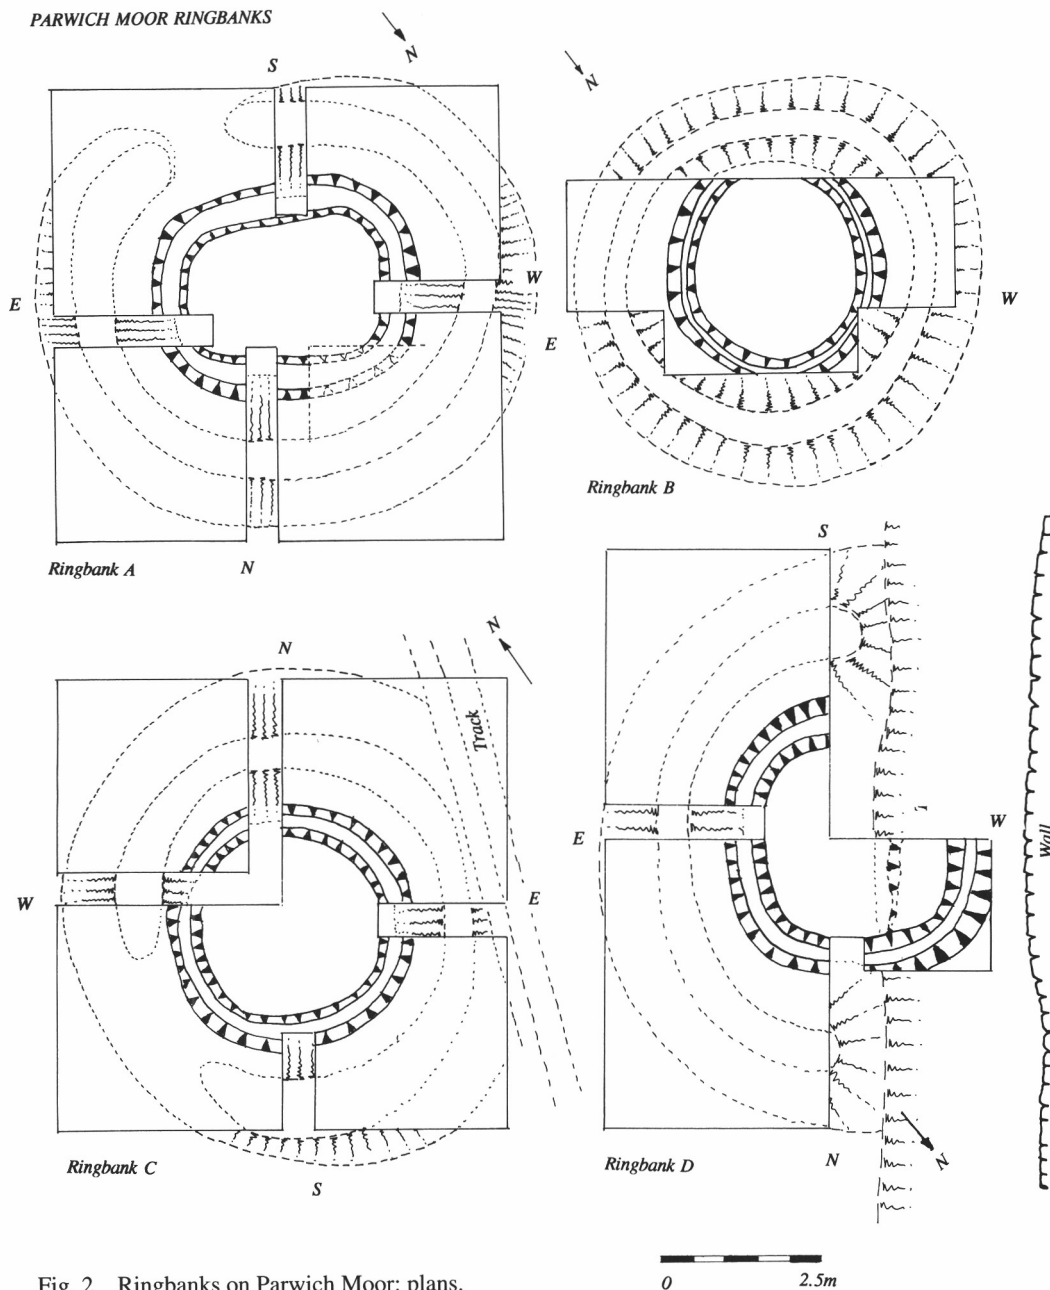 PARWICH MOOR RINGBANKS
N
S
N
E
W
E
W
Ringbank A
N
Ringbank B
S
N
N
Track
E
W
Wall
W
E
Ringbank C
S
Ringbank D
N
N
Fig. 2 Ringbanks on Parwich Moor: plans.
0 2.5m